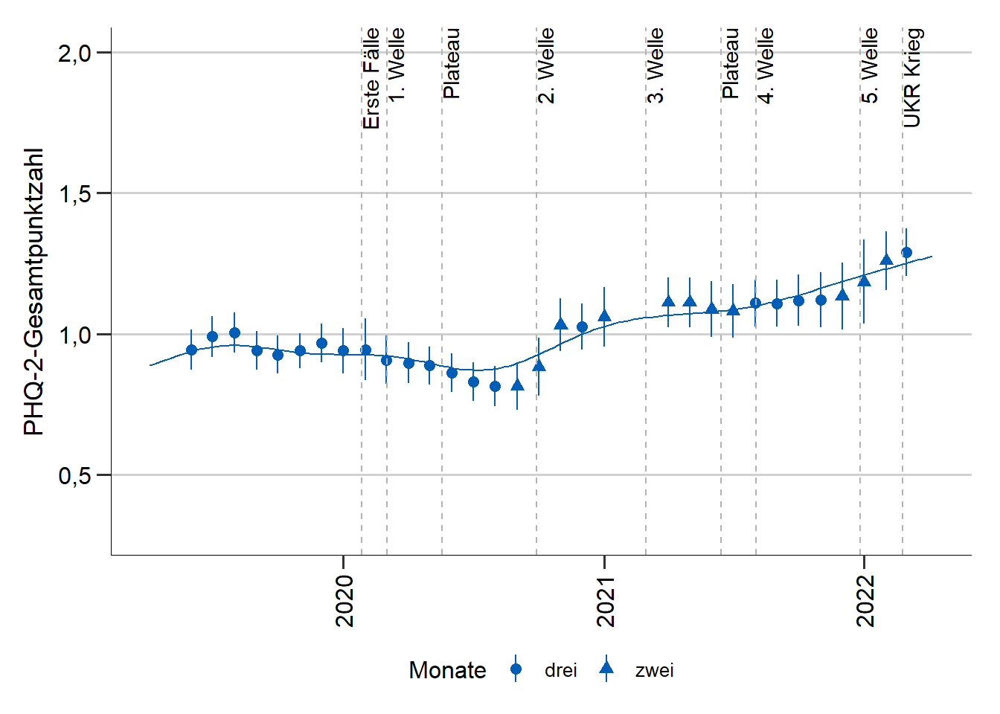 Erste Fälle
1. Welle
Plateau
2. Welle
3. Welle
Plateau
4. Welle
5. Welle
UKR Krieg
PHQ-2-Gesamtpunktzahl
2,0
1,5
1,0
0,5
2020
2021
2022
Monate drei zwei